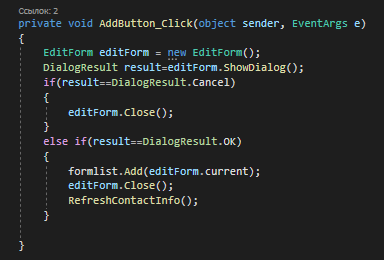 Ссылок: 2
private void AddButton_Click(object sender, EventArgs e)
{
    EditForm editForm = new EditForm();
    DialogResult result=editForm.ShowDialog();
    if(result==DialogResult.Cancel)
    {
        editForm.Close();
    }
    else if(result==DialogResult.OK)
    {
        formlist.Add(editForm.current);
        editForm.Close();
        RefreshContactInfo();
    }
}